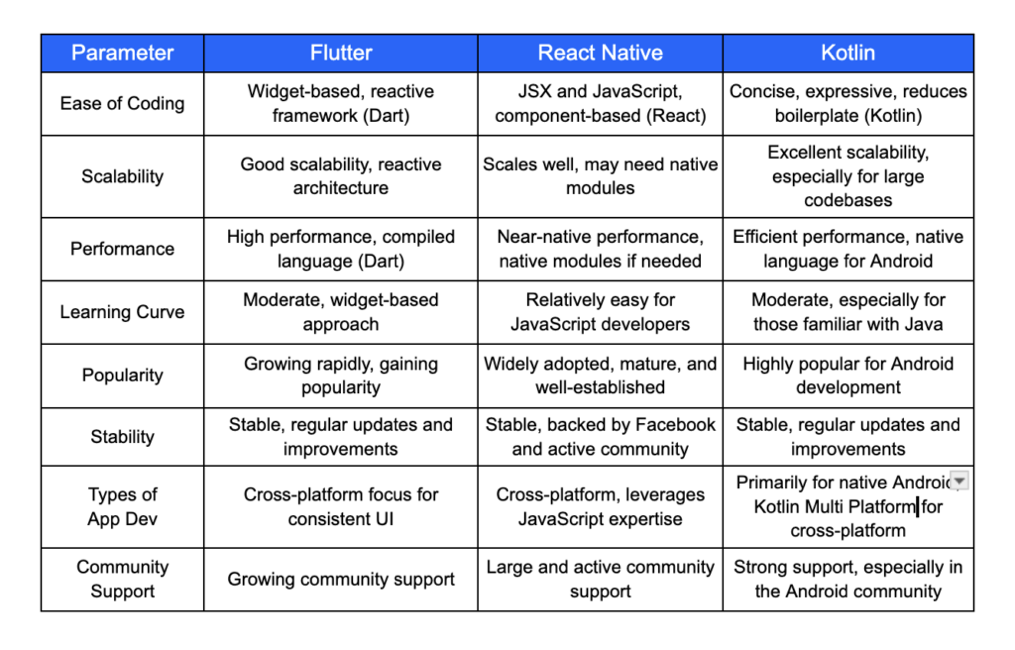 Parameter Flutter React Native Kotlin
Ease of Coding
Widget-based, reactive
framework (Dart)
JSX and JavaScript,
component-based (React)
Concise, expressive, reduces
boilerplate (Kotlin)
Scalability
Good scalability, reactive
architecture
Scales well, may need native
modules
Excellent scalability,
especially for large
codebases
Performance
High performance, compiled
language (Dart)
Near-native performance,
native modules if needed
Efficient performance, native
language for Android
Learning Curve
Moderate, widget-based
approach
Relatively easy for
JavaScript developers
Moderate, especially for
those familiar with Java
Popularity
Growing rapidly, gaining
popularity
Widely adopted, mature, and
well-established
Highly popular for Android
development
Stability
Stable, regular updates and
improvements
Stable, backed by Facebook
and active community
Stable, regular updates and
improvements
Types of
App Dev
Cross-platform focus for
consistent UI
Cross-platform, leverages
JavaScript expertise
Primarily for native Android,
Kotlin Multi Platform for
cross-platform
Community
Support
Growing community support
Large and active community
support
Strong support, especially in
the Android community